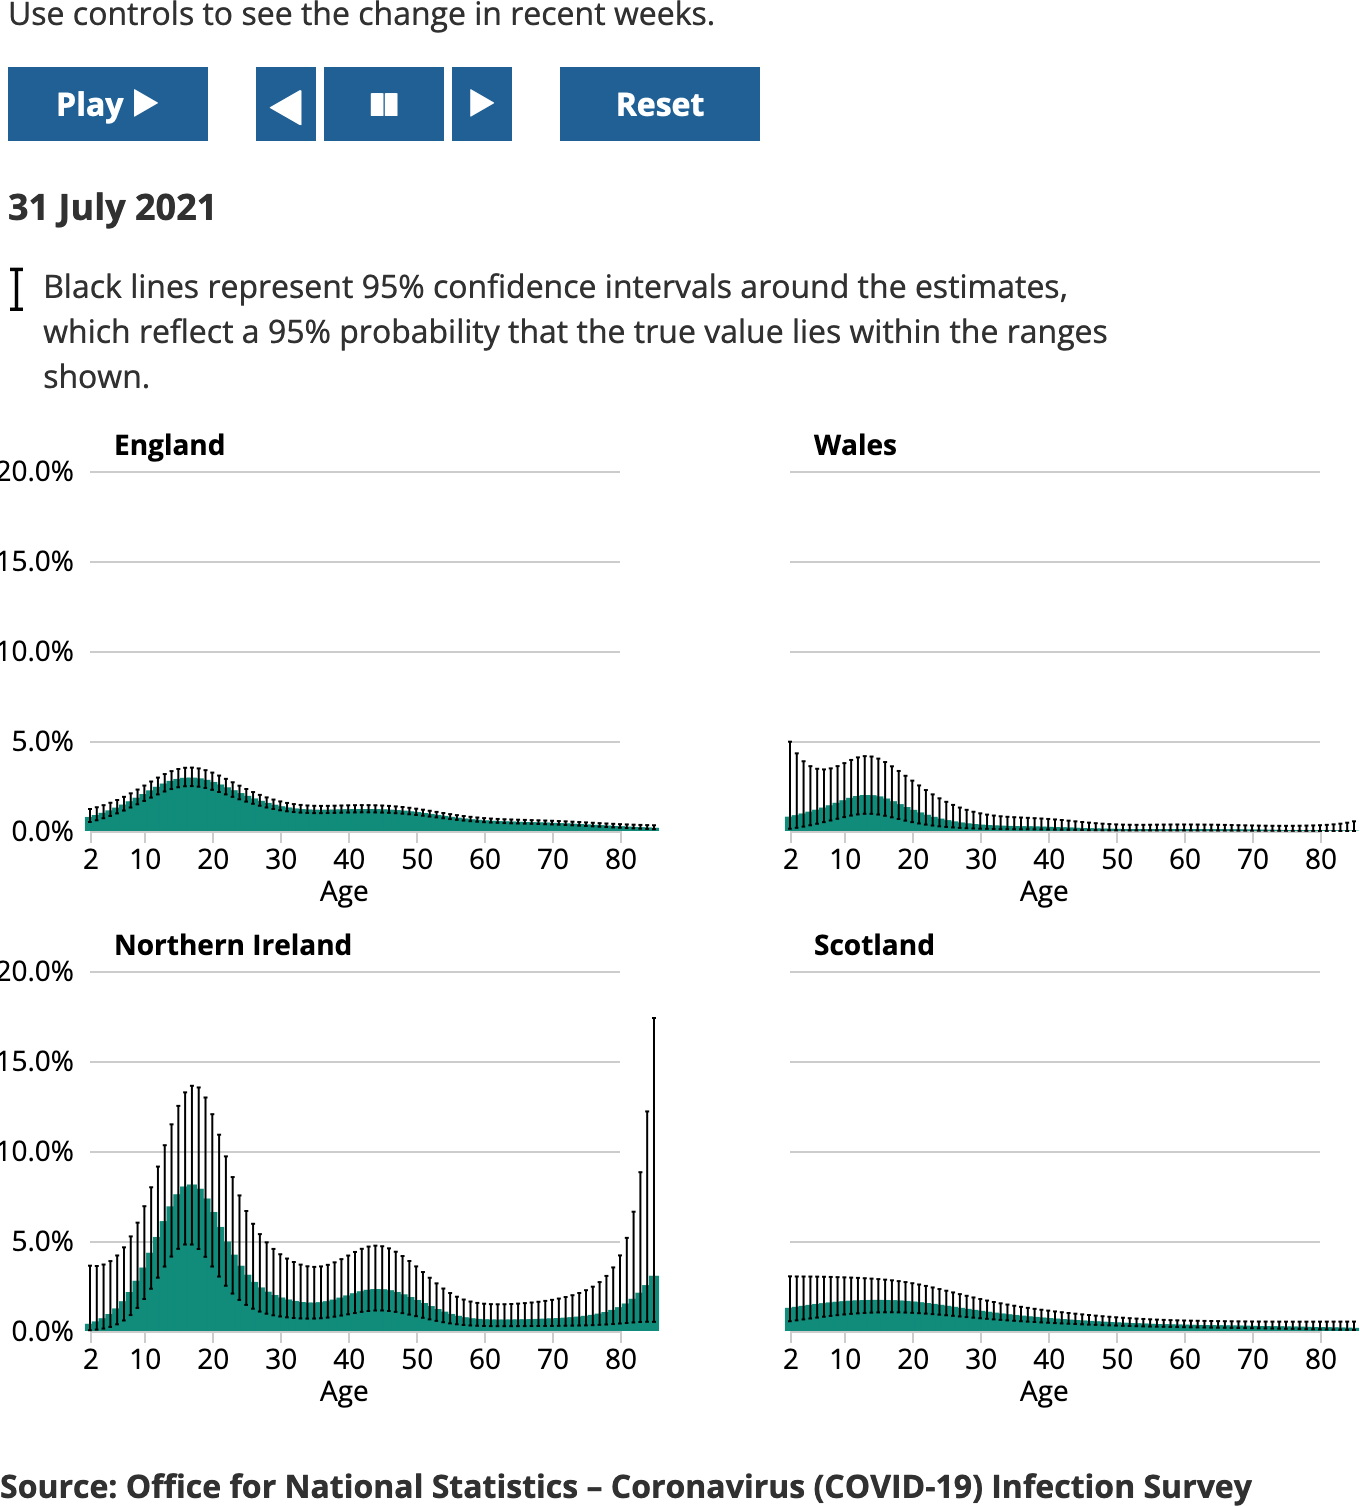 Use controls to see the change in recent weeks.
Play
Reset
31 July 2021
Black lines represent 95% confidence intervals around the estimates,
which reflect a 95% probability that the true value lies within the ranges
shown.
England
20.0%
15.0%
10.0%
5.0%
0.0%
2 10 20 30 40 50 60 70 80
Age
Wales
2 10 20 30 40 50 60 70 80
Age
Northern Ireland
20.0%
15.0%
10.0%
5.0%
0.0%
2 10 20 30 40 50 60 70 80
Age
Scotland
2 10 20 30 40 50 60 70 80
Age
Source: Office for National Statistics – Coronavirus (COVID-19) Infection Survey